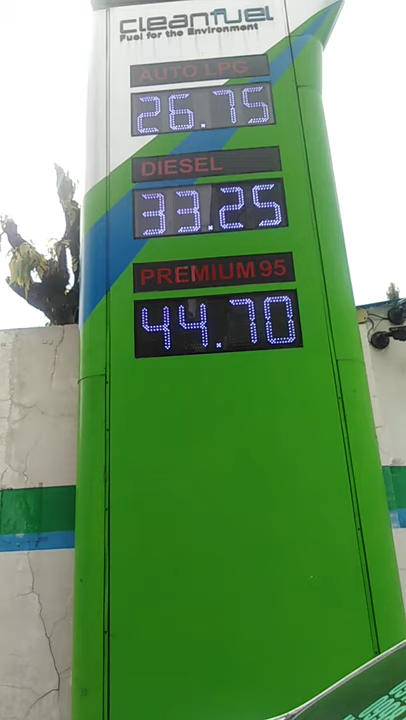 cleanfuel
Fuel for the Environment
AUTO LPG
26.75
DIESEL
33.25
PREMIUM 95
44.70